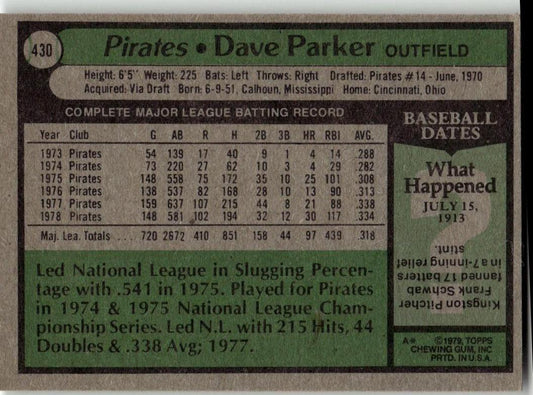 430 Pirates • Dave Parker OUTFIELD
Height: 6'5" Weight: 225 Bats: Left Throws: Right Drafted: Pirates #14 - June, 1970
Acquired: Via Draft Born: 6-9-51, Calhoun, Mississippi Home: Cincinnati, Ohio
COMPLETE MAJOR LEAGUE BATTING RECORD
Year Club G AB R H 2B 3B HR RBI AVG.
1973 Pirates 54 139 17 40 9 1 4 14 .288
1974 Pirates 73 220 27 62 10 3 4 29 .282
1975 Pirates 148 558 75 172 35 10 25 101 .308
1976 Pirates 138 537 82 168 28 10 13 90 .313
1977 Pirates 159 637 107 215 44 8 21 88 .338
1978 Pirates 148 581 102 194 32 12 30 117 .334
Maj. Lea. Totals 720 2672 410 851 158 44 97 439 .318
Led National League in Slugging Percen-
tage with .541 in 1975. Played for Pirates
in 1974 & 1975 National League Cham-
pionship Series. Led N.L. with 215 Hits, 44
Doubles & .338 Avg; 1977.
BASEBALL
DATES
What
Happened
JULY 15,
1913
?
Kingston Pitcher
Frank Schwab
fanned 17 batters
in a 7-inning relief
stint.
A* ©1979, TOPPS
CHEWING GUM, INC
PRTD. IN U.S.A.